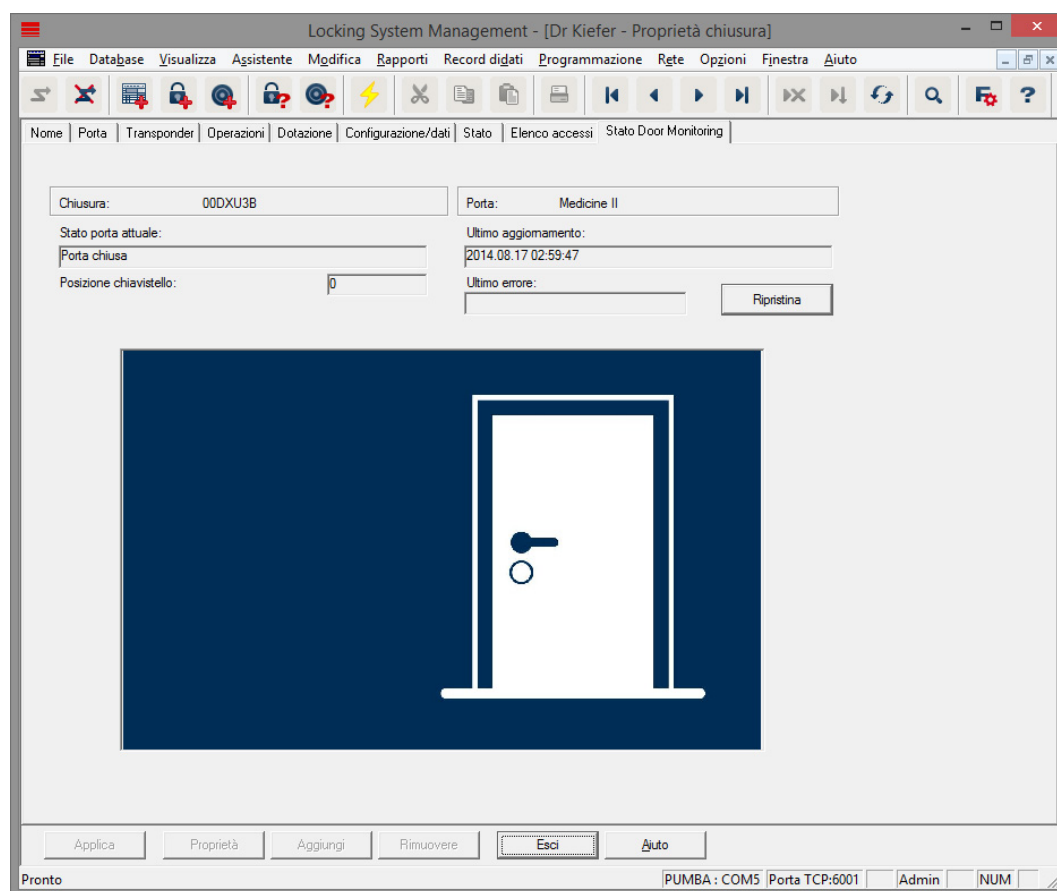 Locking System Management - [Dr Kiefer - Proprietà chiusura]
File Database Visualizza Assistente Modifica Rapporti Record di dati Programmazione Rete Opzioni Finestra Aiuto
Nome Porta Transponder Operazioni Dotazione Configurazione/dati Stato Elenco accessi Stato Door Monitoring
Chiusura: 00DXU3B Porta: Medicine II
Stato porta attuale: Ultimo aggiornamento:
Porta chiusa 2014.08.17 02:59:47
Posizione chiavistello: 0 Ultimo errore:
Ripristina
Applica Proprietà Aggiungi Rimuovere Esci Aiuto
Pronto PUMBA : COM5 Porta TCP:6001 Admin NUM